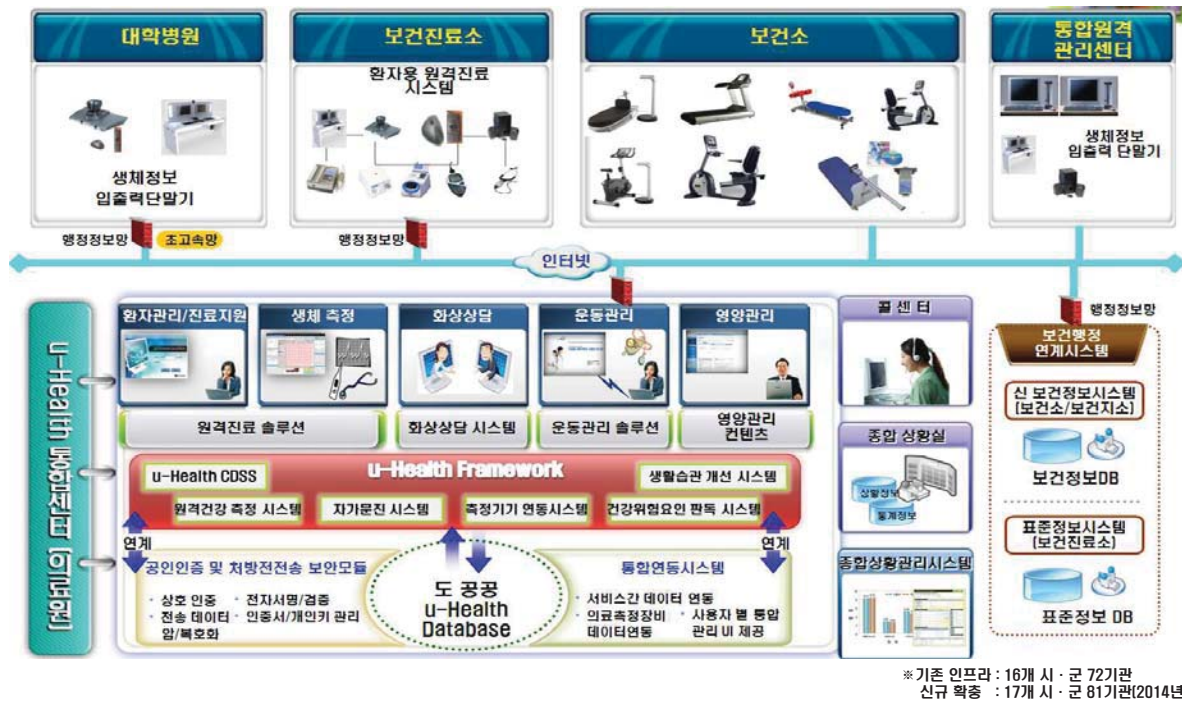 대학병원
보건진료소
보건소
통합원격
관리센터
환자용 원격진료
시스템
생체정보
입출력단말기
생체정보
입출력 단말기
행정정보망
초고속망
행정정보망
인터넷
행정정보망
u-Health 통합센터 (의료원)
환자관리/진료지원
생체 측정
화상상담
운동관리
영양관리
원격진료 솔루션
화상상담 시스템
운동관리 솔루션
영양관리
컨텐츠
u-Health Framework
u-Health CDSS
생활습관 개선 시스템
원격건강 측정 시스템
자가문진 시스템
측정기기 연동시스템
건강위험요인 판독 시스템
연계
연계
공인인증 및 처방전전송 보안모듈
· 상호 인증
· 전자서명/검증
· 전송 데이터
암/복호화
· 인증서/개인키 관리
도 공공
u-Health
Database
통합연동시스템
· 서비스간 데이터 연동
· 의료측정장비
데이터연동
· 사용자 별 통합
관리 UI 제공
콜 센터
종합 상황실
상황정보
통계정보
종합상황관리시스템
보건행정
연계시스템
신 보건정보시스템
(보건소/보건지소)
보건정보DB
표준정보시스템
(보건진료소)
표준정보 DB
※기존 인프라 : 16개 시 · 군 72기관
신규 확충 : 17개 시 · 군 81기관(2014년